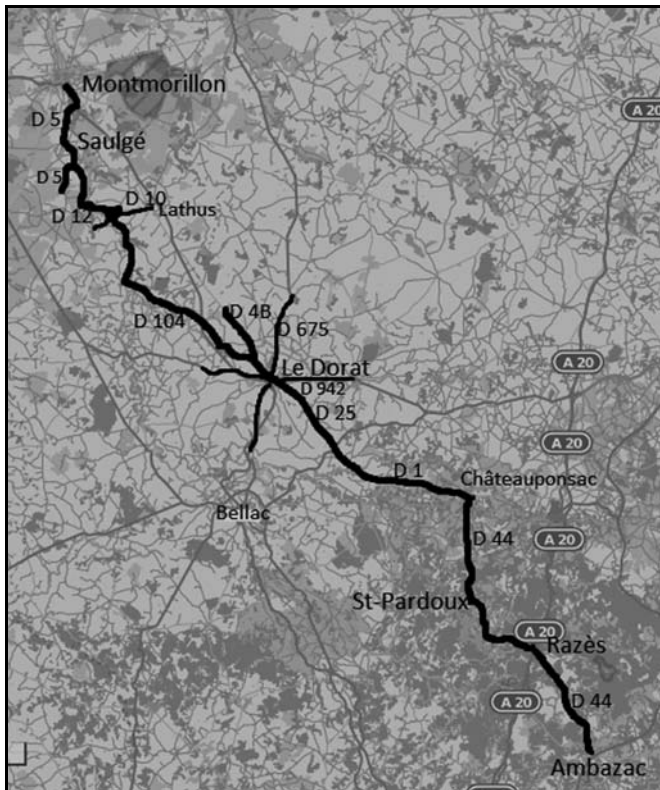 Montmorillon
A 20
D 5
Saulgé
D 5
D 10
Lathus
D 12
D 4B
D 104
D 675
Le Dorat
A 20
D 942
D 25
A 20
D 1
Châteauponsac
Bellac
D 44
A 20
St-Pardoux
A 20
Razès
D 44
A 20
Ambazac